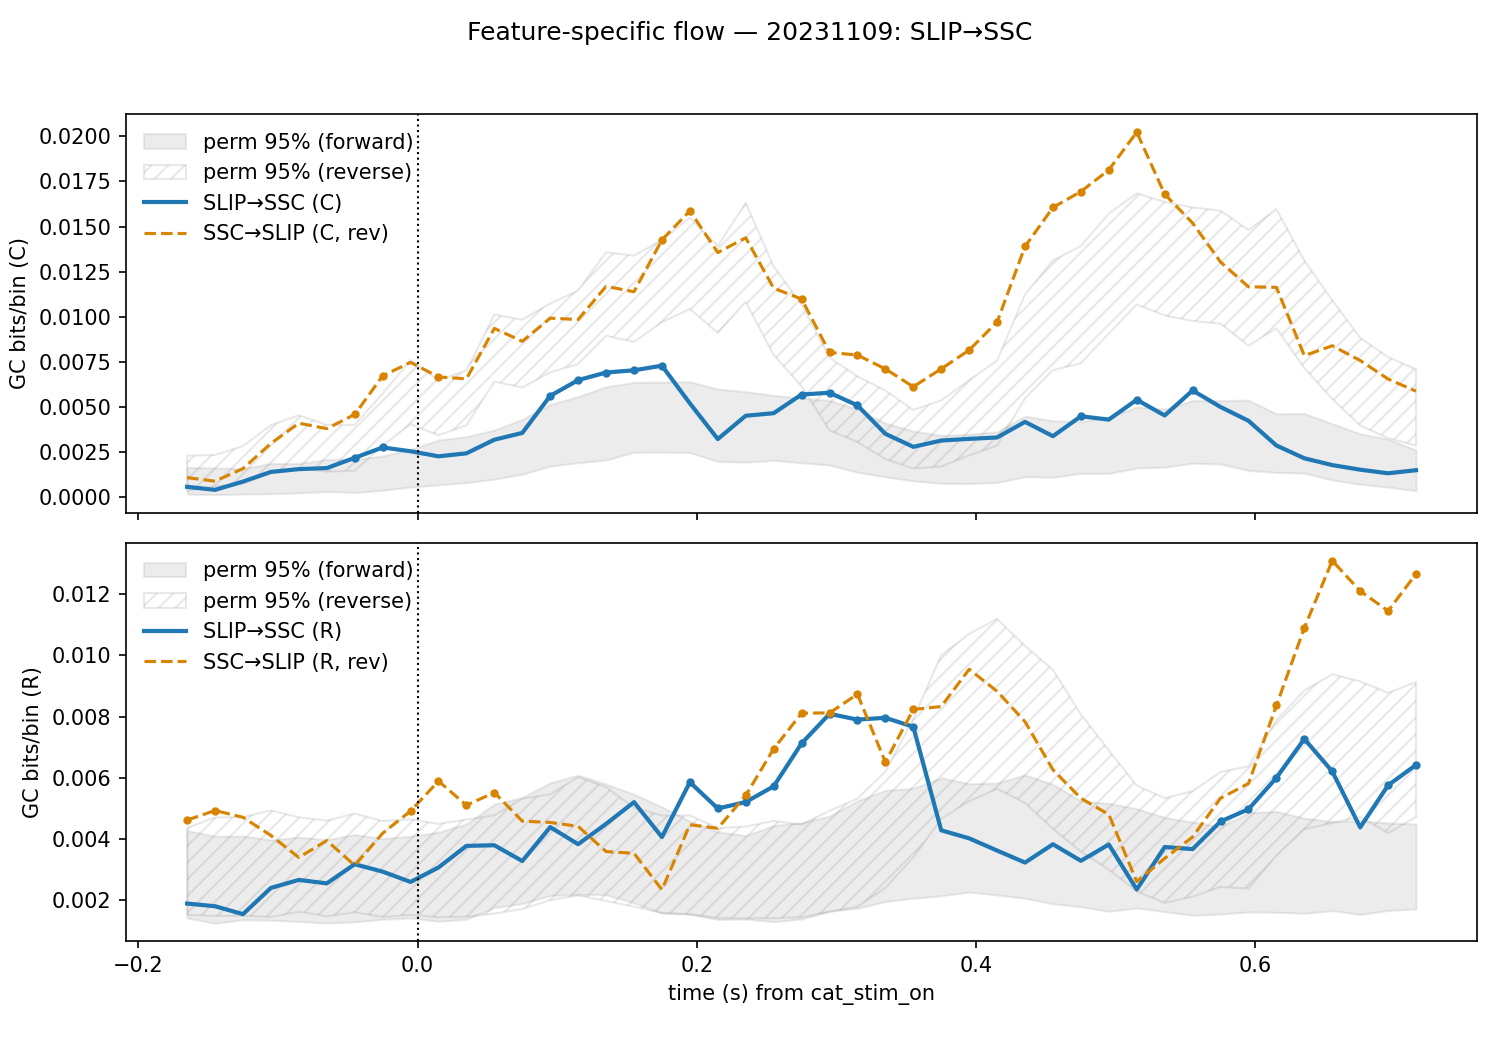 Feature-specific flow — 20231109: SLIP→SSC
perm 95% (forward)
perm 95% (reverse)
SLIP→SSC (C)
SSC→SLIP (C, rev)
GC bits/bin (C)
0.0200
0.0175
0.0150
0.0125
0.0100
0.0075
0.0050
0.0025
0.0000
perm 95% (forward)
perm 95% (reverse)
SLIP→SSC (R)
SSC→SLIP (R, rev)
GC bits/bin (R)
0.012
0.010
0.008
0.006
0.004
0.002
−0.2 0.0 0.2 0.4 0.6
time (s) from cat_stim_on